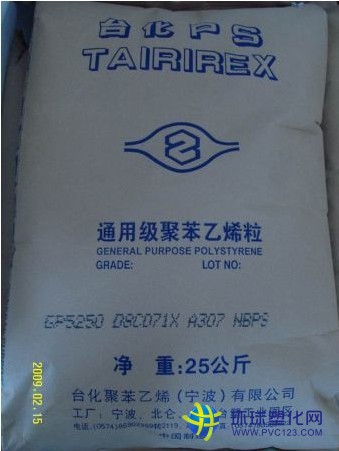 台化PS
TAIRIREX
通用级聚苯乙烯粒
GENERAL PURPOSE POLYSTYRENE
GRADE: LOT NO:
GP5250 D8C071X A307 NBPS
净 重:25公斤
台化聚苯乙烯(宁波)有限公司
工厂:宁波、北仑
2009.02.15
环球塑化网
WWW.PVC123.COM